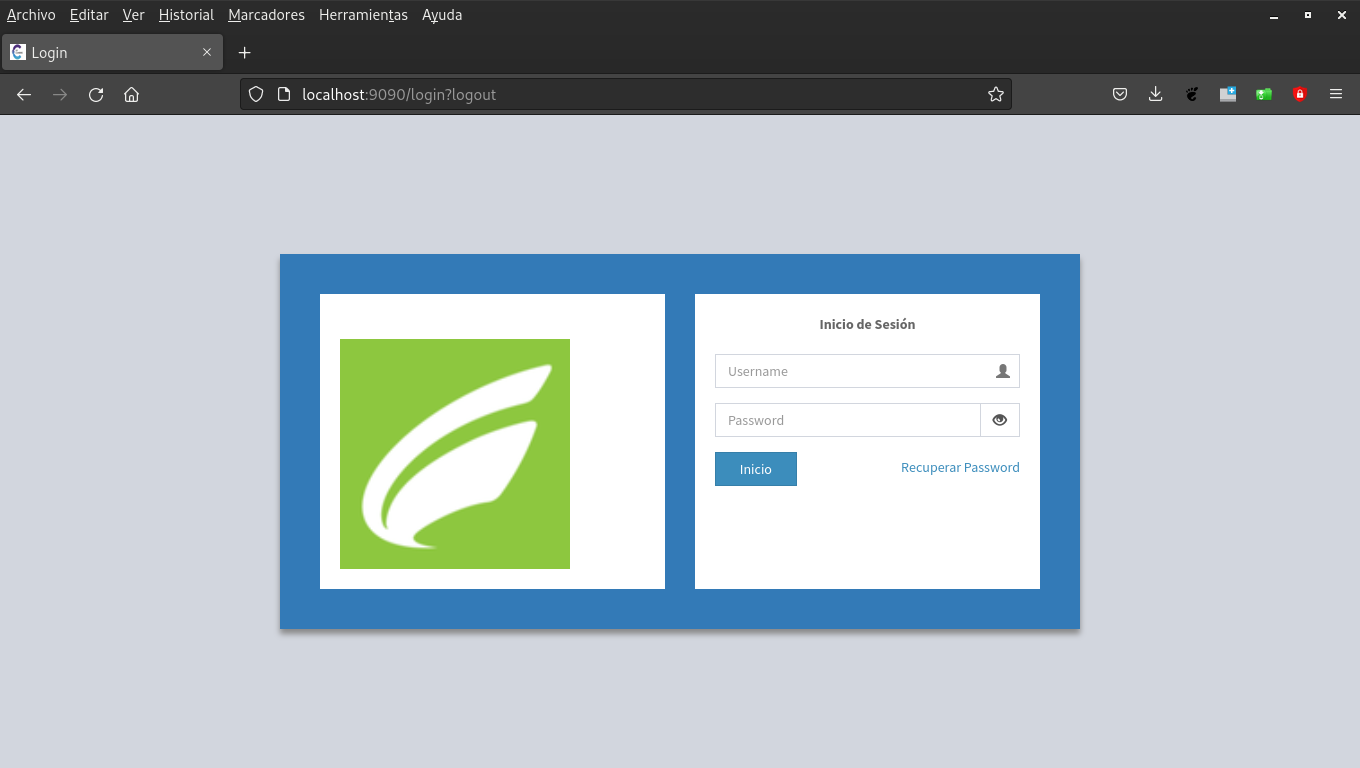 Archivo Editar Ver Historial Marcadores Herramientas Ayuda
Login
localhost:9090/login?logout
Inicio de Sesión
Username
Password
Inicio Recuperar Password